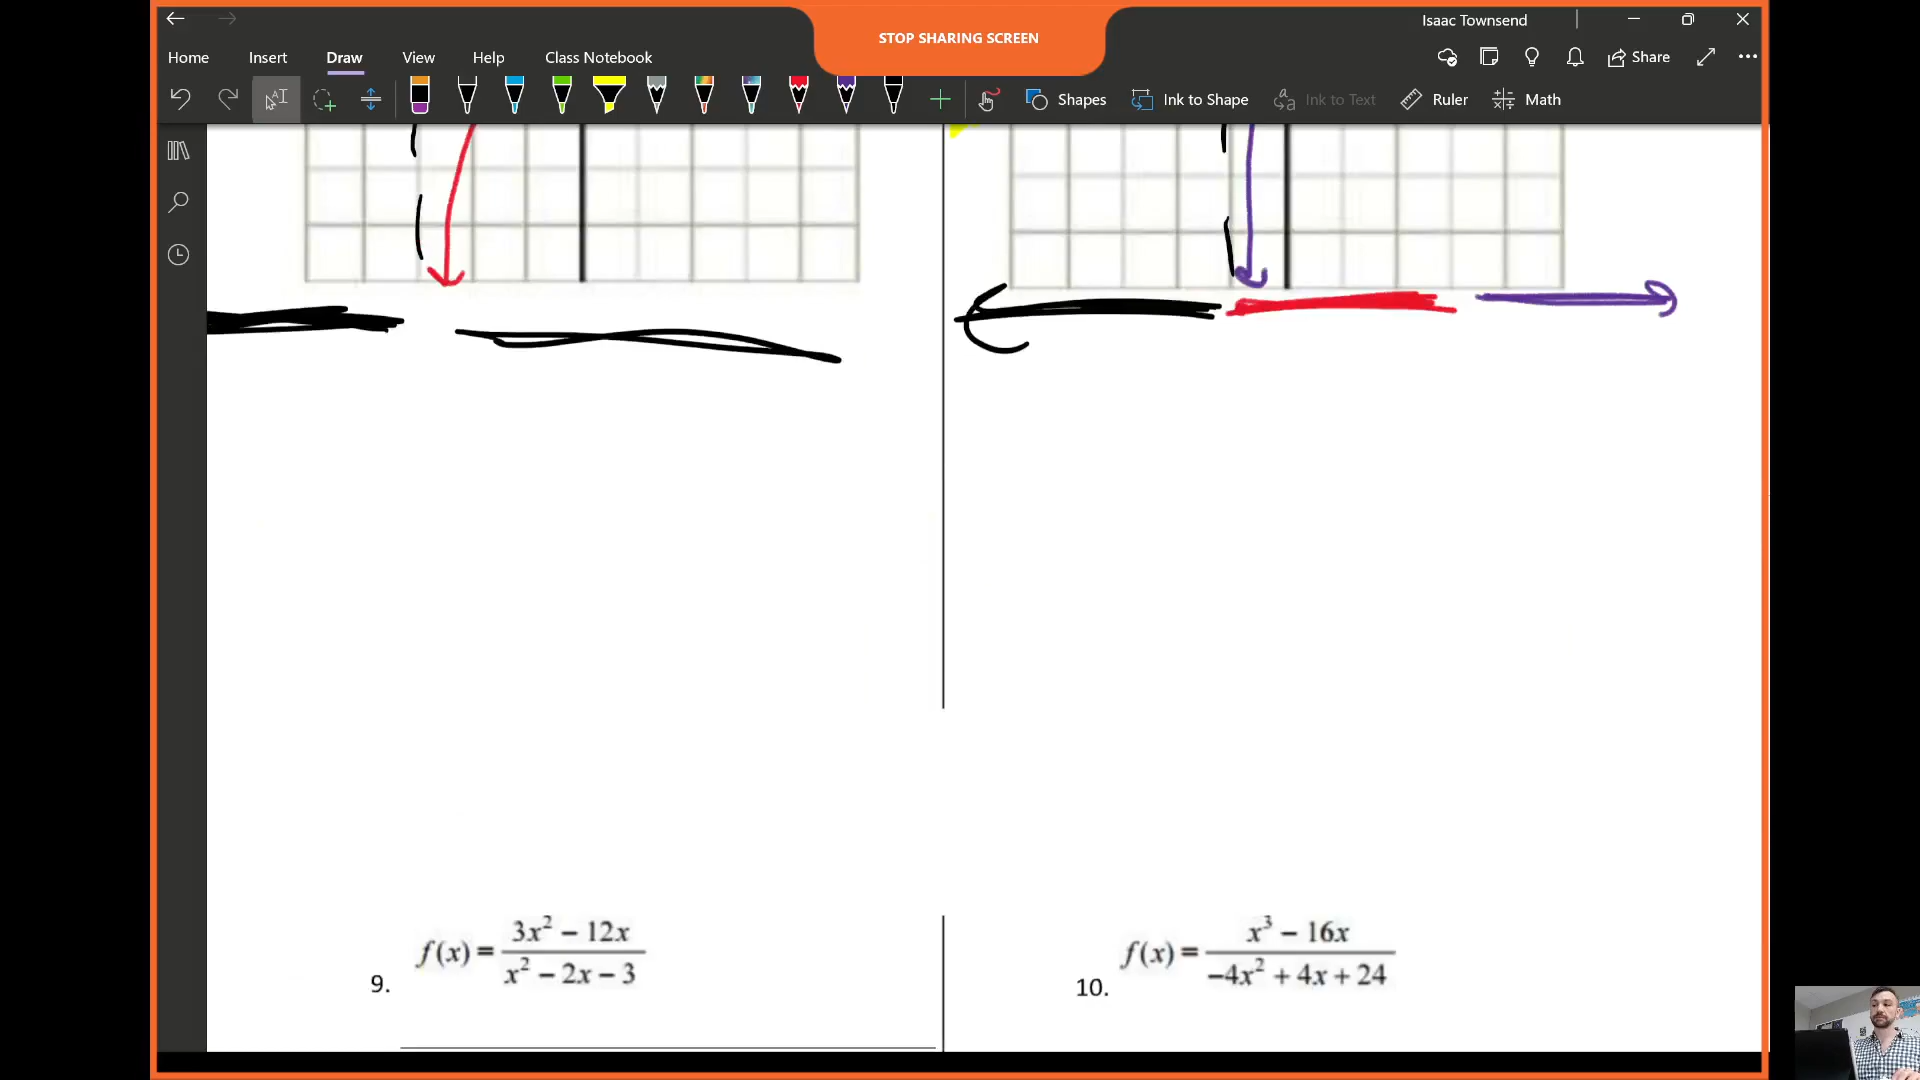 Isaac Townsend
STOP SHARING SCREEN
Home Insert Draw View Help Class Notebook
Share
Shapes Ink to Shape Ink to Text Ruler Math
9. f(x) = (3x² − 12x)/(x² − 2x − 3)
10. f(x) = (x³ − 16x)/(−4x² + 4x + 24)